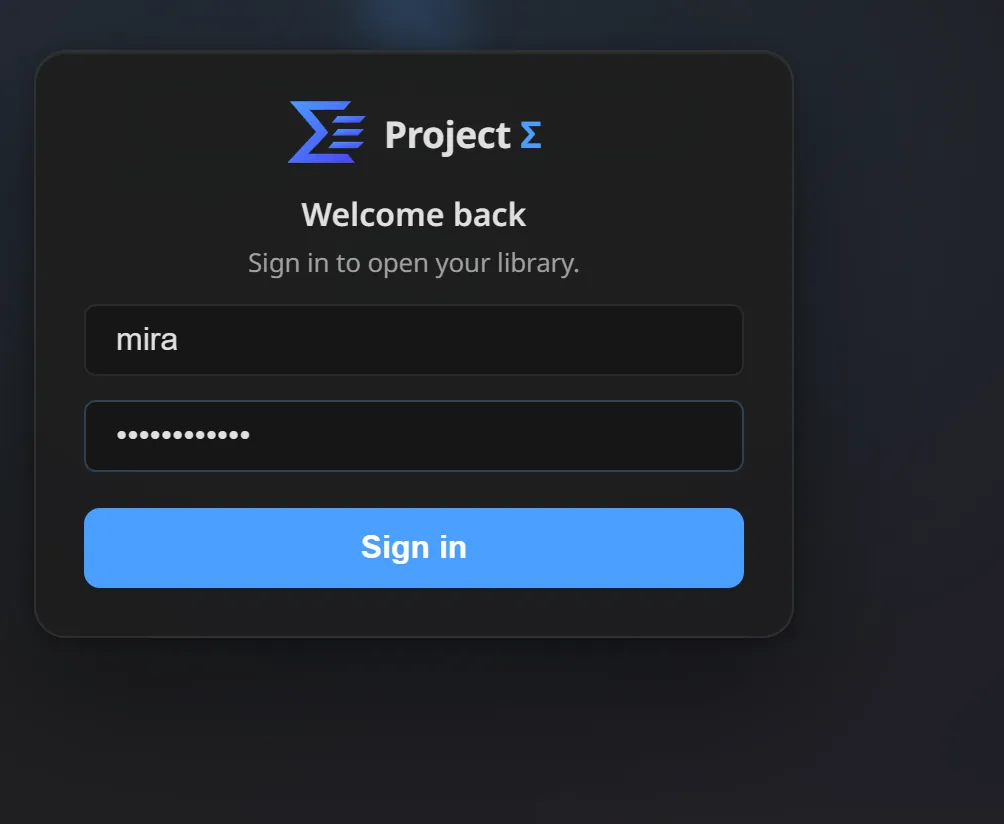 Project Σ
Welcome back
Sign in to open your library.
mira
••••••••••••
Sign in